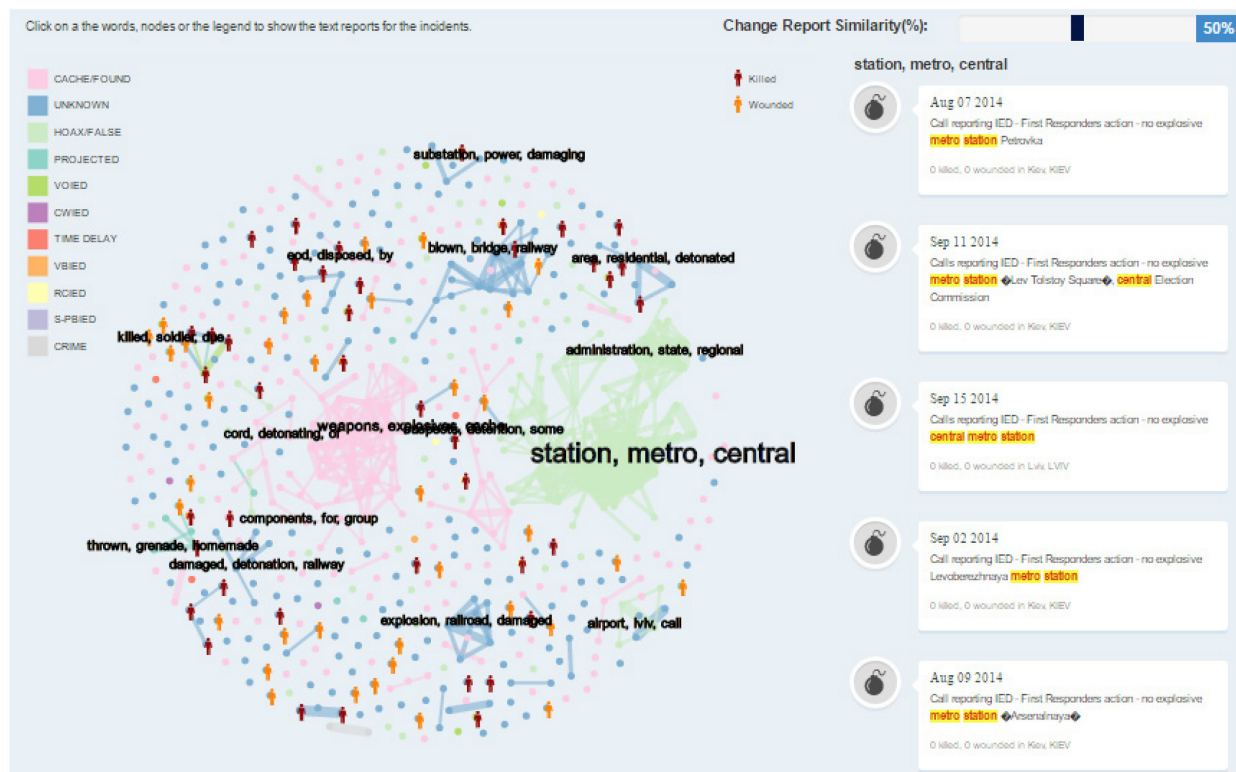 Click on a the words, nodes or the legend to show the text reports for the incidents.
Change Report Similarity(%):
50%
CACHE/FOUND
UNKNOWN
HOAX/FALSE
PROJECTED
VOIED
CWIED
TIME DELAY
VBIED
RCIED
S-PBIED
CRIME
Killed
Wounded
substation, power, damaging
eod, disposed, by
blown, bridge, railway
area, residential, detonated
killed, soldier, due
administration, state, regional
cord, detonating, of
weapons, explosives, cache
detention, some
station, metro, central
components, for, group
thrown, grenade, homemade
damaged, detonation, railway
explosion, railroad, damaged
airport, lviv, call
station, metro, central
Aug 07 2014
Call reporting IED - First Responders action - no explosive
metro station Petrovka
0 killed, 0 wounded in Kiev, KIEV
Sep 11 2014
Calls reporting IED - First Responders action - no explosive
metro station �Lev Tolstoy Square�, central Election
Commission
0 killed, 0 wounded in Kiev, KIEV
Sep 15 2014
Calls reporting IED - First Responders action - no explosive
central metro station
0 killed, 0 wounded in Lviv, LVIV
Sep 02 2014
Call reporting IED - First Responders action - no explosive
Levoberezhnaya metro station
0 killed, 0 wounded in Kiev, KIEV
Aug 09 2014
Call reporting IED - First Responders action - no explosive
metro station �Arsenalnaya�
0 killed, 0 wounded in Kiev, KIEV